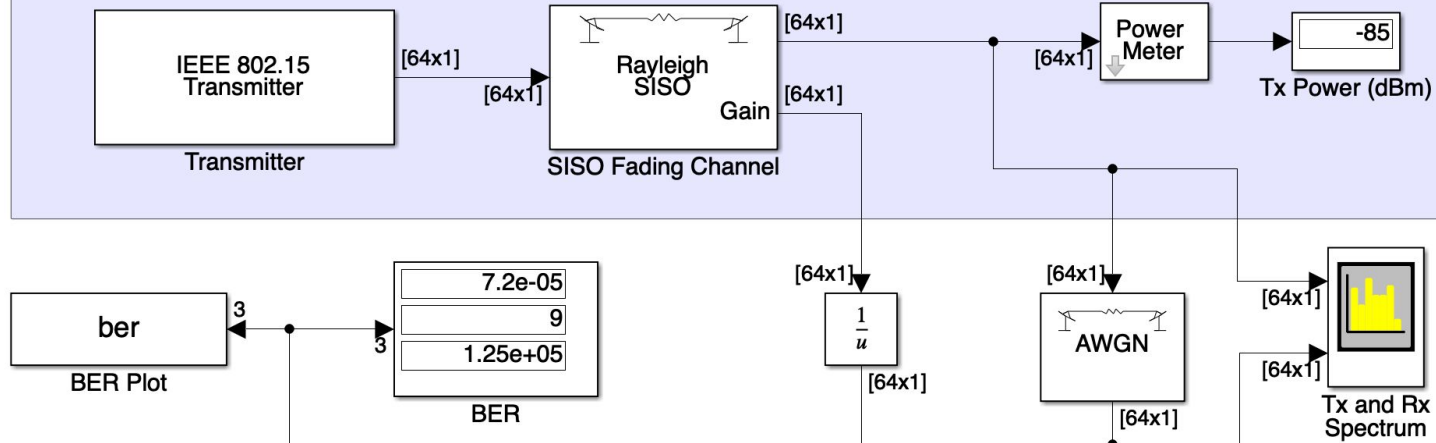 IEEE 802.15
Transmitter
Transmitter
[64x1]
[64x1]
Rayleigh
SISO
Gain
SISO Fading Channel
[64x1]
[64x1]
[64x1]
Power
Meter
-85
Tx Power (dBm)
ber
3
BER Plot
3
7.2e-05
9
1.25e+05
BER
[64x1]
1
u
[64x1]
[64x1]
AWGN
[64x1]
[64x1]
[64x1]
Tx and Rx
Spectrum